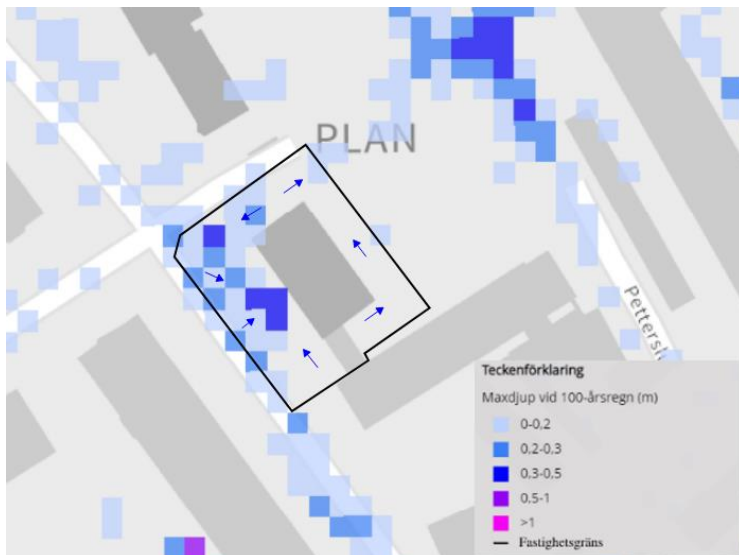 PLAN
Teckenförklaring
Maxdjup vid 100-årsregn (m)
0-0,2
0,2-0,3
0,3-0,5
0,5-1
>1
Fastighetsgräns